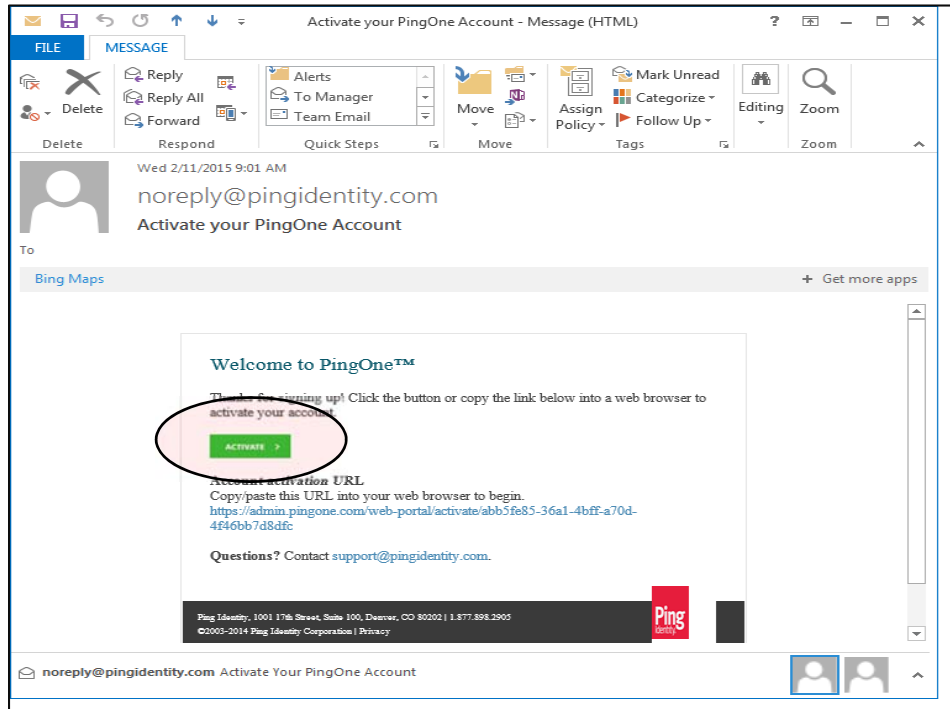 Activate your PingOne Account - Message (HTML)
?
FILE
MESSAGE
Delete
Reply
Reply All
Forward
Alerts
To Manager
Team Email
Move
Assign
Policy
Mark Unread
Categorize
Follow Up
Editing
Zoom
Delete
Respond
Quick Steps
Move
Tags
Zoom
Wed 2/11/2015 9:01 AM
noreply@pingidentity.com
Activate your PingOne Account
To
Bing Maps
+ Get more apps
Welcome to PingOne™
Thanks for signing up! Click the button or copy the link below into a web browser to
activate your account.
ACTIVATE >
Account activation URL
Copy/paste this URL into your web browser to begin.
https://admin.pingone.com/web-portal/activate/abb5fe85-36a1-4bff-a70d-
4f46bb7d8dfc
Questions? Contact support@pingidentity.com.
Ping Identity, 1001 17th Street, Suite 100, Denver, CO 80202 | 1.877.898.2905
©2003-2014 Ping Identity Corporation | Privacy
Ping
Identity
noreply@pingidentity.com Activate Your PingOne Account